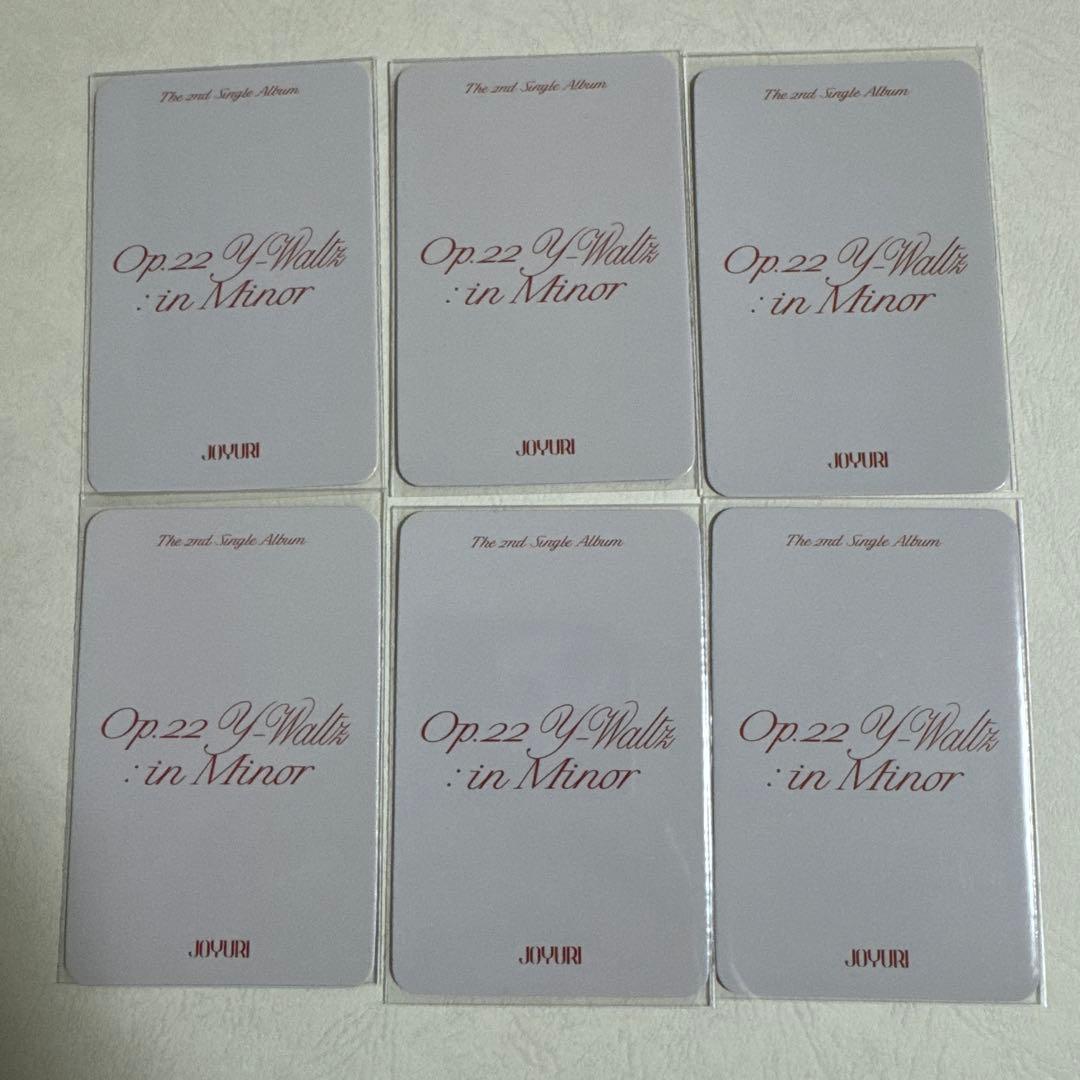 The 2nd Single Album
Op.22 Y-Waltz
: in Minor
JOYURI
The 2nd Single Album
Op.22 Y-Waltz
: in Minor
JOYURI
The 2nd Single Album
Op.22 Y-Waltz
: in Minor
JOYURI
The 2nd Single Album
Op.22 Y-Waltz
: in Minor
JOYURI
The 2nd Single Album
Op.22 Y-Waltz
: in Minor
JOYURI
The 2nd Single Album
Op.22 Y-Waltz
: in Minor
JOYURI